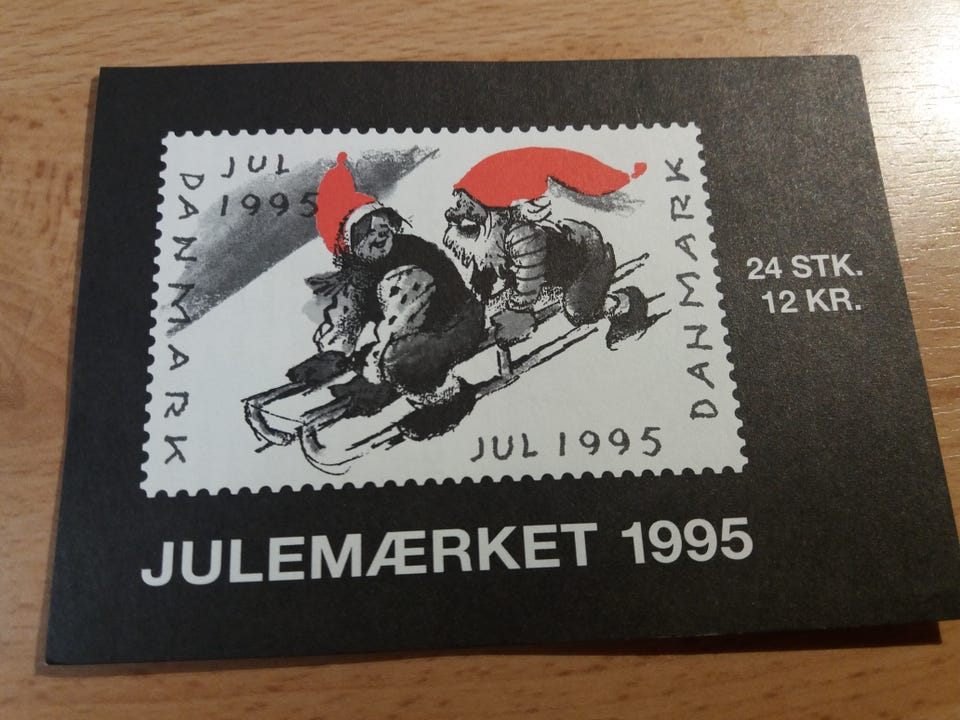 JUL
1995
DANMARK
DANMARK
JUL 1995
24 STK.
12 KR.
JULEMÆRKET 1995